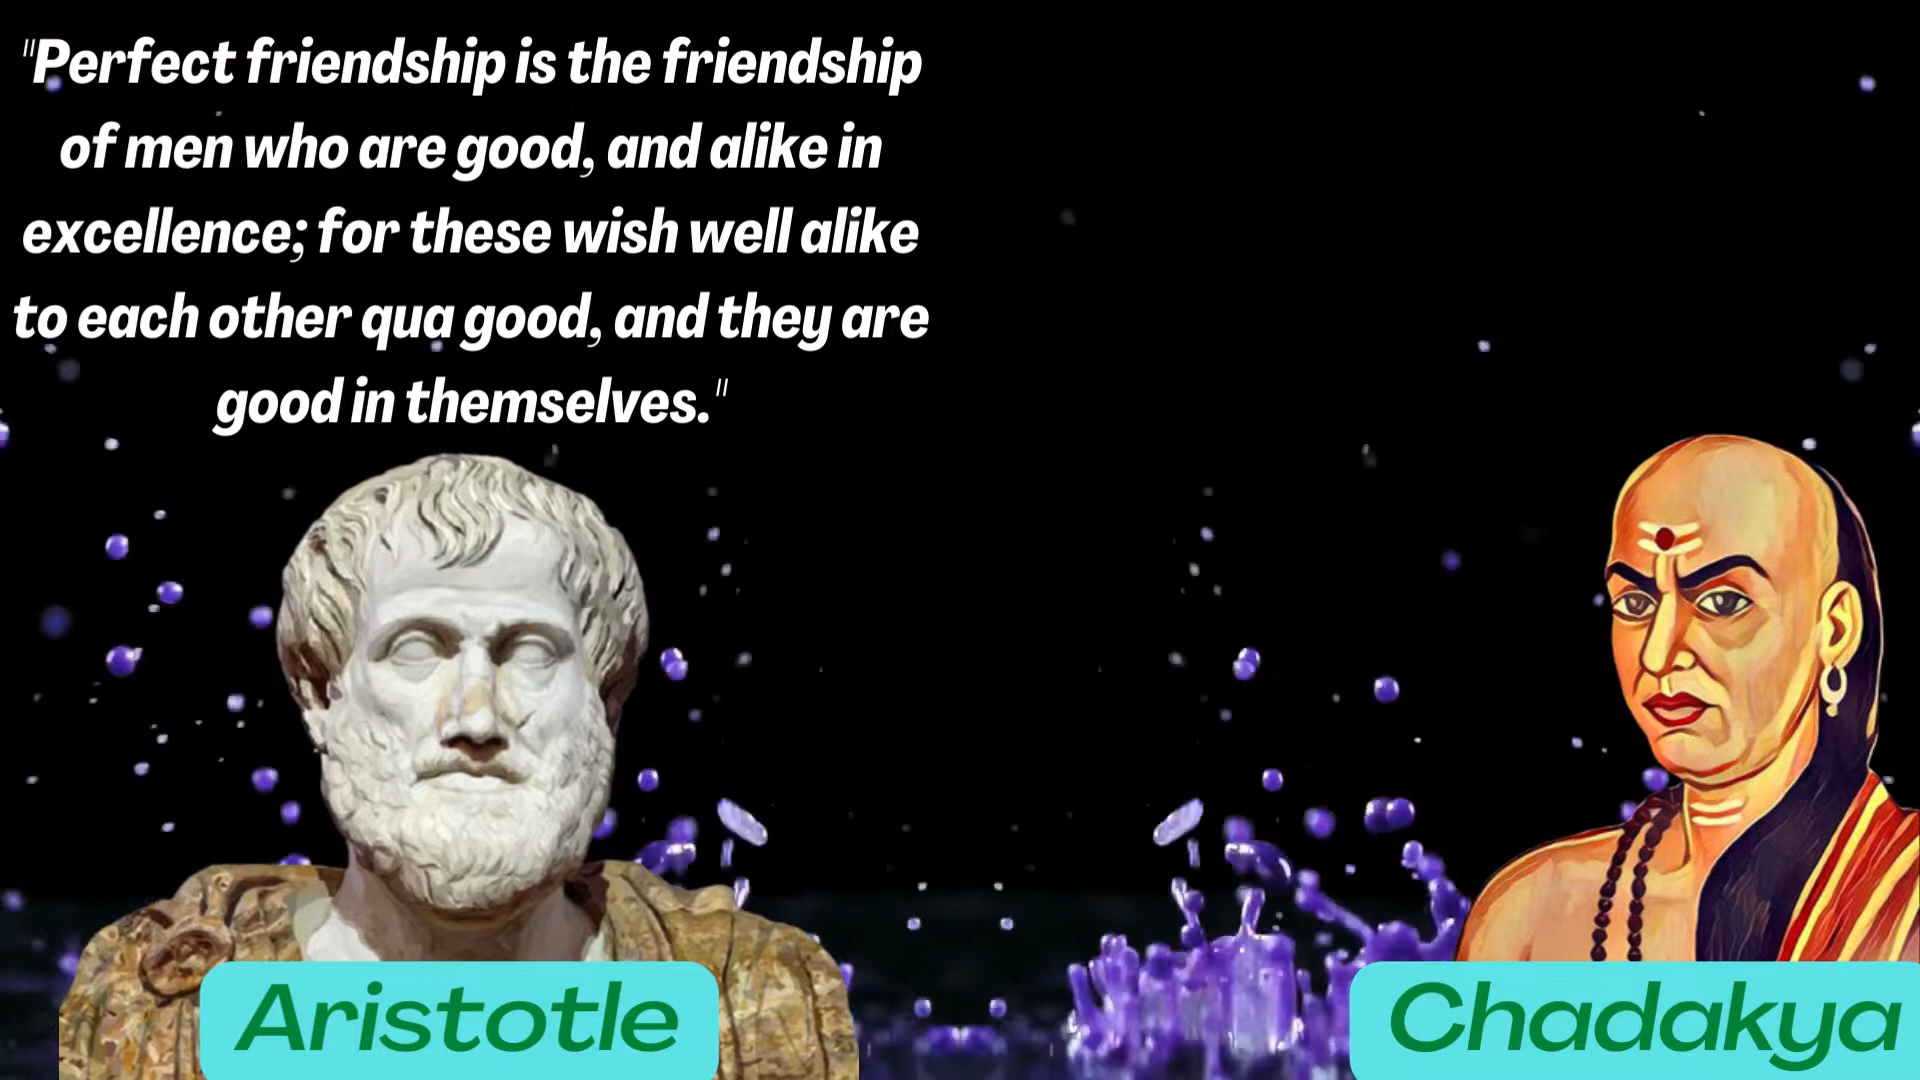 "Perfect friendship is the friendship
of men who are good, and alike in
excellence; for these wish well alike
to each other qua good, and they are
good in themselves."
Aristotle
Chadakya